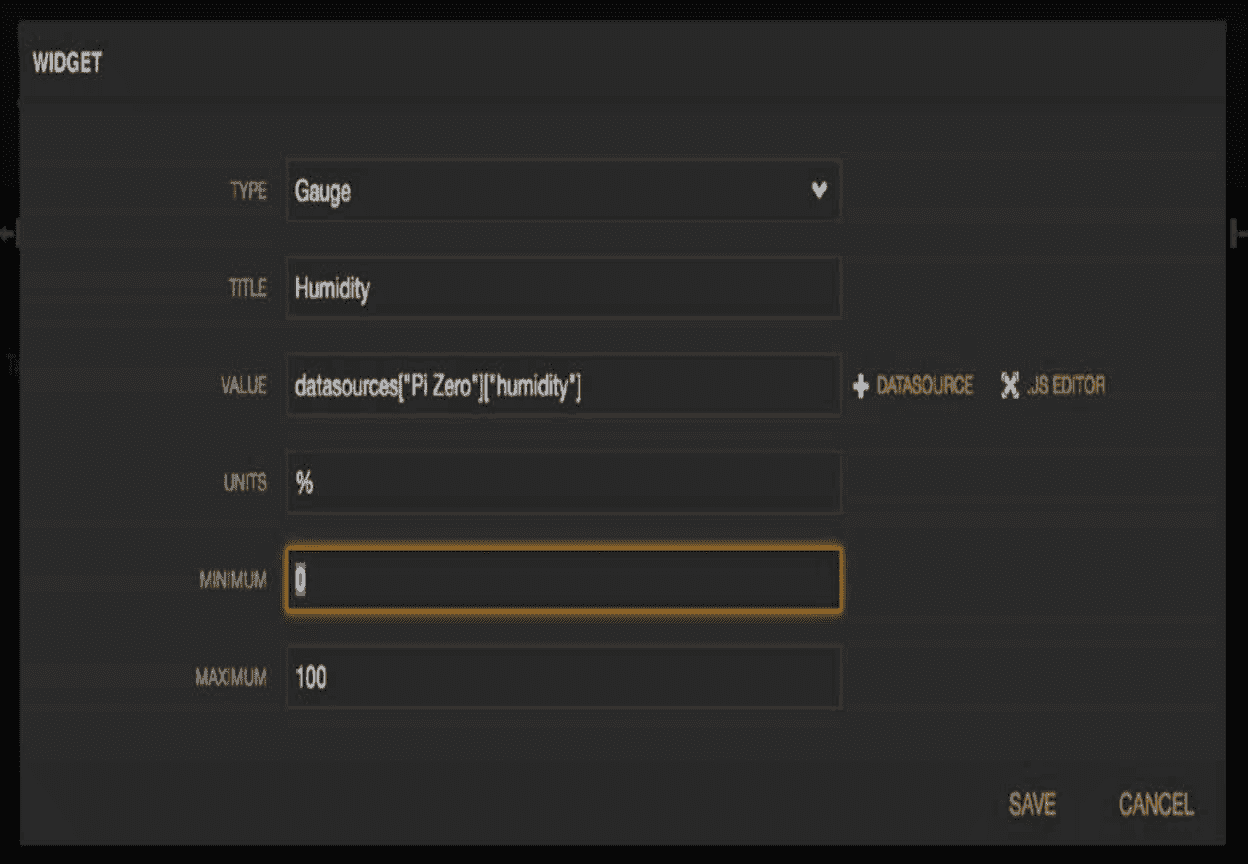 WIDGET
TYPE Gauge
TITLE Humidity
VALUE datasources["Pi Zero"]["humidity"] DATASOURCE .JS EDITOR
UNITS %
MINIMUM 0
MAXIMUM 100
SAVE CANCEL